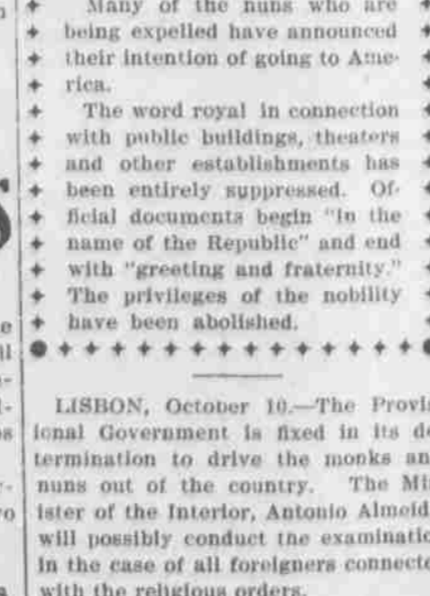 Many of the nuns who are
being expelled have announced
their intention of going to Ame-
rica.
The word royal in connection
with public buildings, theaters
and other establishments has
been entirely suppressed. Of-
ficial documents begin "In the
name of the Republic" and end
with "greeting and fraternity."
The privileges of the nobility
have been abolished.
LISBON, October 10.—The Provis
ional Government is fixed in its de
termination to drive the monks an
nuns out of the country. The Min
ister of the Interior, Antonio Almeid
will possibly conduct the examinatio
in the case of all foreigners connecte
with the religious orders.